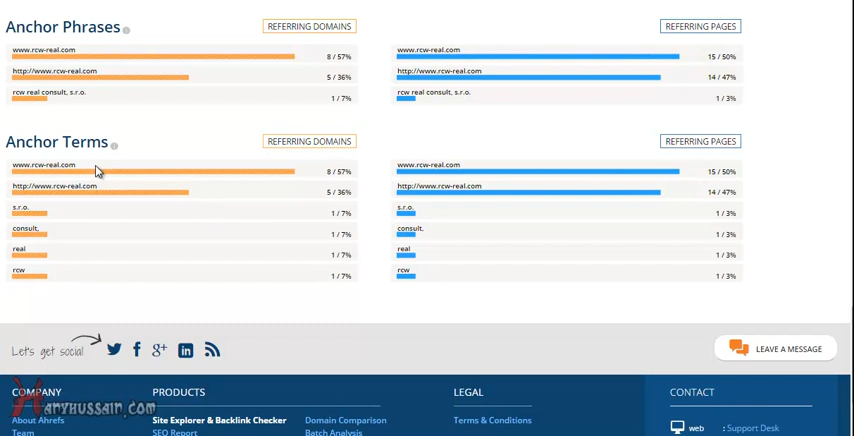 Anchor Phrases
REFERRING DOMAINS
REFERRING PAGES
www.rcw-real.com
8 / 57%
http://www.rcw-real.com
5 / 36%
rcw real consult, s.r.o.
1 / 7%
www.rcw-real.com
15 / 50%
http://www.rcw-real.com
14 / 47%
rcw real consult, s.r.o.
1 / 3%
Anchor Terms
REFERRING DOMAINS
REFERRING PAGES
www.rcw-real.com
8 / 57%
http://www.rcw-real.com
5 / 36%
s.r.o.
1 / 7%
consult,
1 / 7%
real
1 / 7%
rcw
1 / 7%
www.rcw-real.com
15 / 50%
http://www.rcw-real.com
14 / 47%
s.r.o.
1 / 3%
consult,
1 / 3%
real
1 / 3%
rcw
1 / 3%
Let's get social
LEAVE A MESSAGE
COMPANY
About Ahrefs
Team
PRODUCTS
Site Explorer & Backlink Checker
SEO Report
Domain Comparison
Batch Analysis
LEGAL
Terms & Conditions
CONTACT
web : Support Desk
Hanyhussain.com